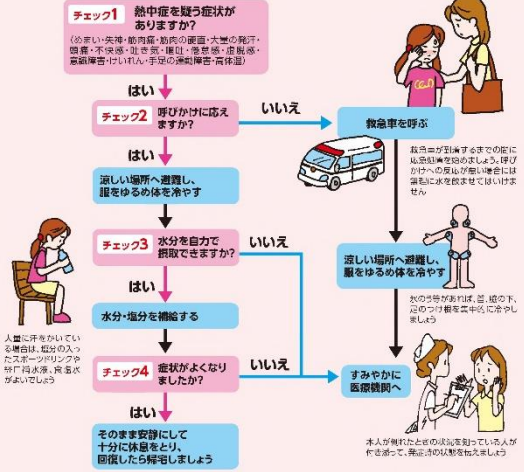 チェック1 熱中症を疑う症状が
ありますか?
(めまい・失神・筋肉痛・筋肉の硬直・大量の発汗・
頭痛・不快感・吐き気・嘔吐・倦怠感・虚脱感・
意識障害・けいれん・手足の運動障害・高体温)
はい
チェック2 呼びかけに応え
ますか?
いいえ
救急車を呼ぶ
救急車が到着するまでの間に
応急処置を始めましょう。呼び
かけへの反応が悪い場合には
無理に水を飲ませてはいけま
せん
はい
涼しい場所へ避難し、
服をゆるめ体を冷やす
チェック3 水分を自力で
摂取できますか?
いいえ
涼しい場所へ避難し、
服をゆるめ体を冷やす
氷のう等があれば、首、脇の下、
足のつけ根を集中的に冷やし
ましょう
はい
水分・塩分を補給する
大量に汗をかいている
場合は、塩分の入っ
たスポーツドリンクや
経口補水液、食塩水
がよいでしょう
チェック4 症状がよくなり
ましたか?
いいえ
すみやかに
医療機関へ
本人が倒れたときの状況を知っている人が
付き添って、発症時の状態を伝えましょう
はい
そのまま安静にして
十分に休息をとり、
回復したら帰宅しましょう